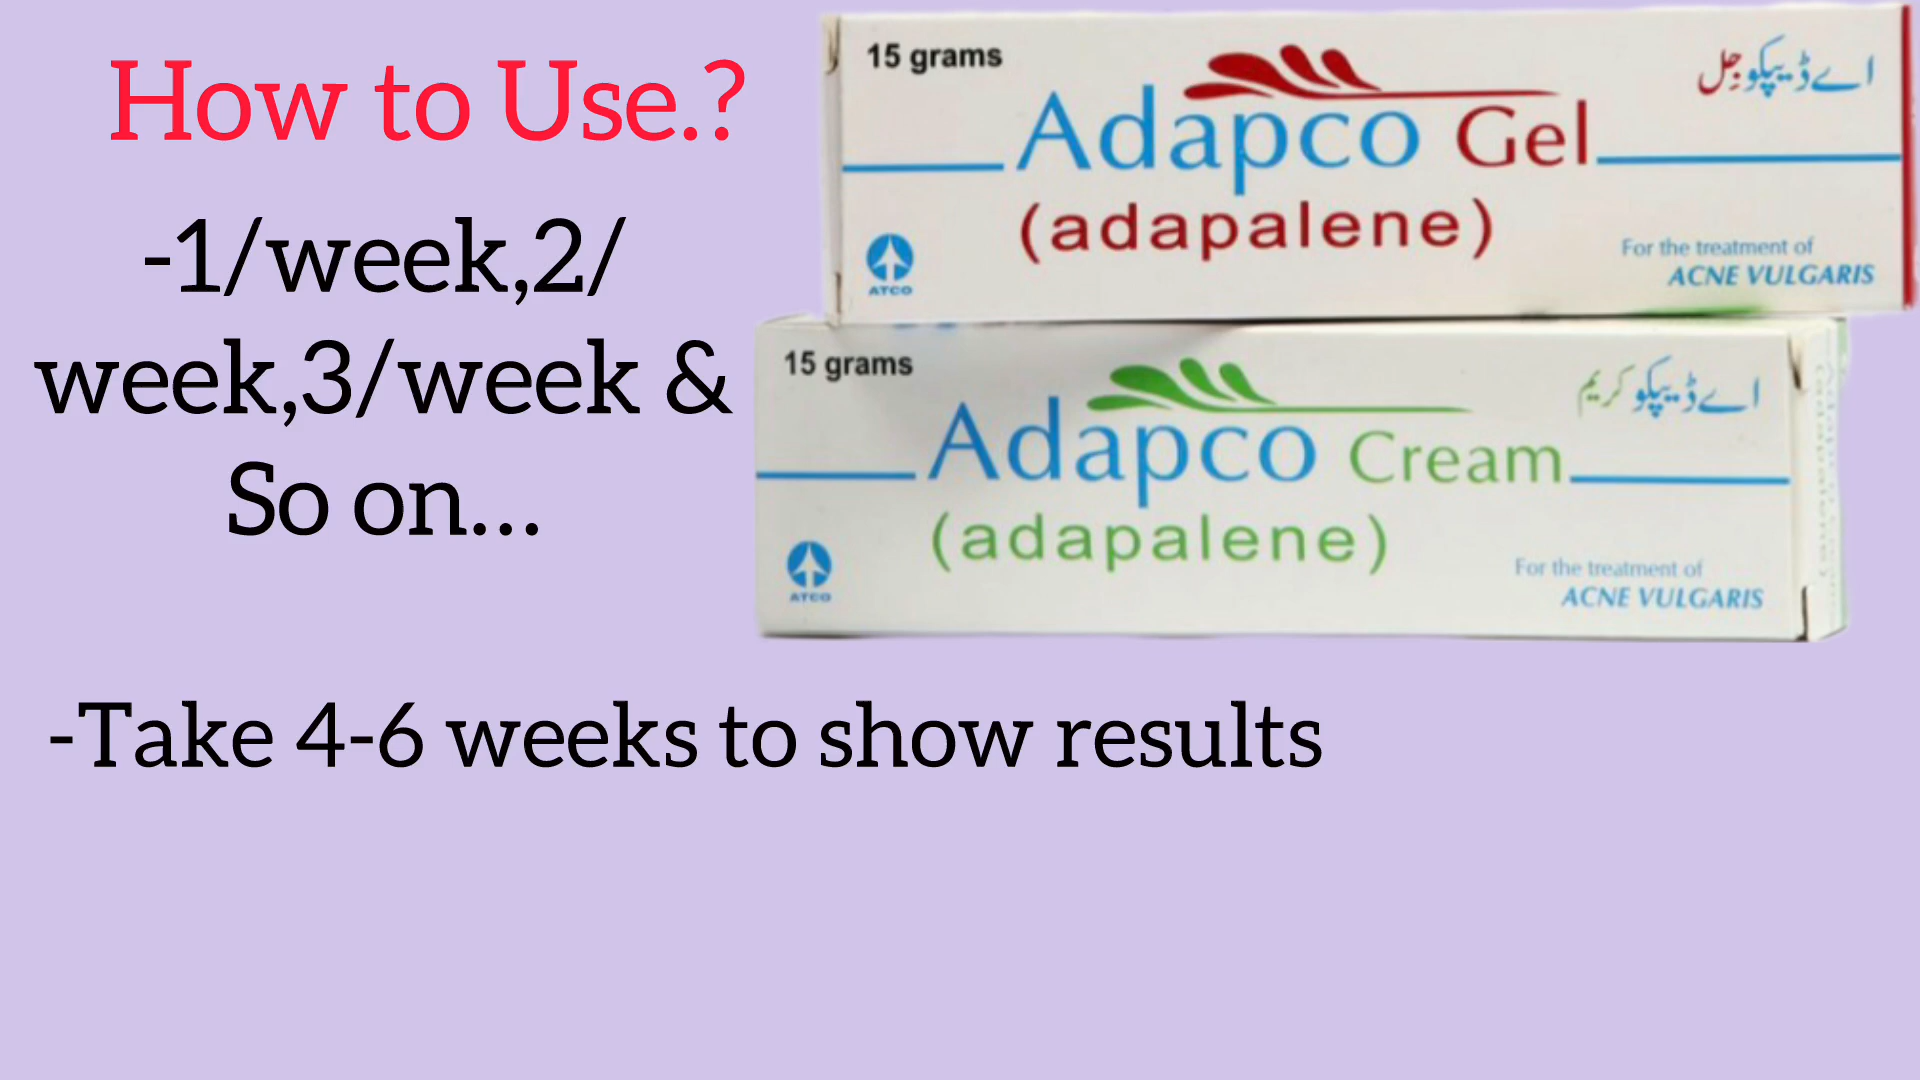 How to Use.?
-1/week,2/
week,3/week &
So on...
-Take 4-6 weeks to show results
15 grams
اے ڈیپکو جل
Adapco Gel
(adapalene)
ATCO
For the treatment of
ACNE VULGARIS
15 grams
اے ڈیپکو کریم
Adapco Cream
(adapalene)
ATCO
For the treatment of
ACNE VULGARIS